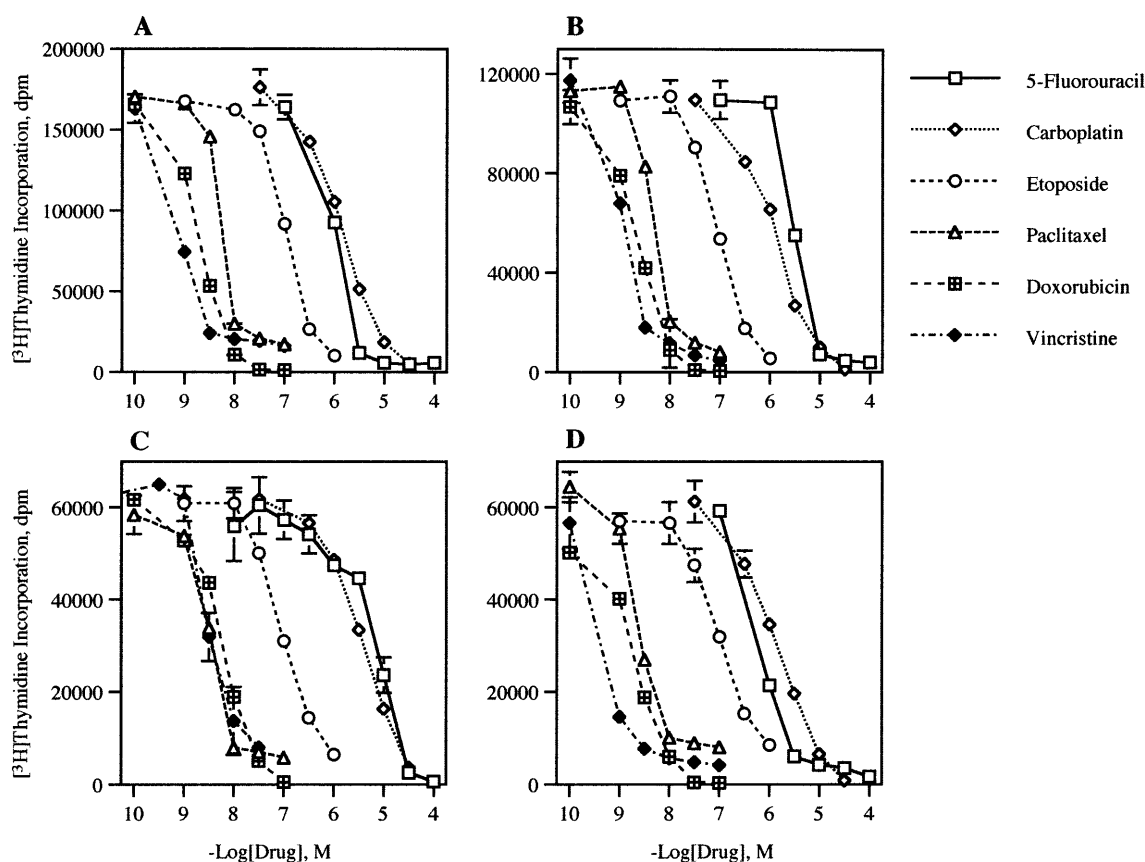 A
B
[³H]Thymidine Incorporation, dpm
200000
150000
100000
50000
0
10 9 8 7 6 5 4
120000
80000
40000
0
10 9 8 7 6 5 4
5-Fluorouracil
Carboplatin
Etoposide
Paclitaxel
Doxorubicin
Vincristine
C
D
[³H]Thymidine Incorporation, dpm
60000
40000
20000
0
10 9 8 7 6 5 4
-Log[Drug], M
60000
40000
20000
0
10 9 8 7 6 5 4
-Log[Drug], M